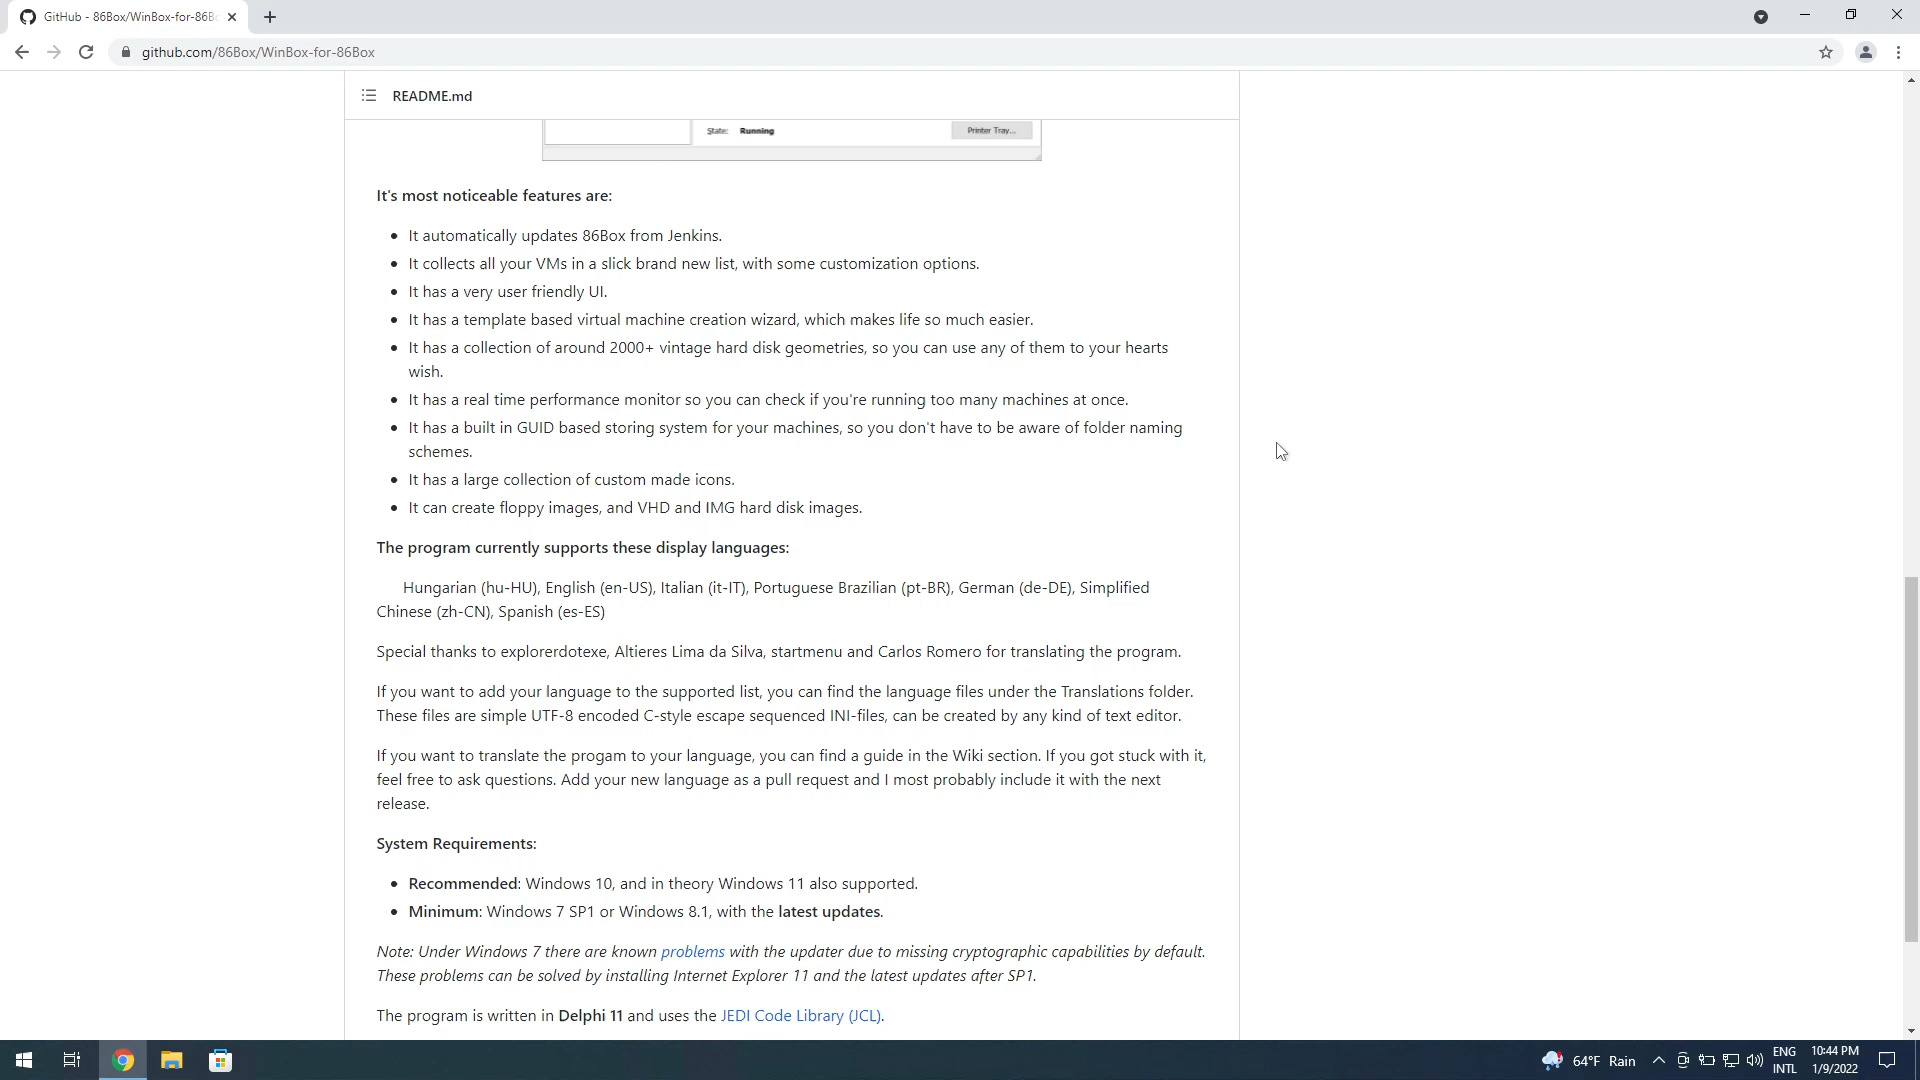 GitHub - 86Box/WinBox-for-86Bo
github.com/86Box/WinBox-for-86Box
README.md
State: Running Printer Tray...
It's most noticeable features are:
It automatically updates 86Box from Jenkins.
It collects all your VMs in a slick brand new list, with some customization options.
It has a very user friendly UI.
It has a template based virtual machine creation wizard, which makes life so much easier.
It has a collection of around 2000+ vintage hard disk geometries, so you can use any of them to your hearts
wish.
It has a real time performance monitor so you can check if you're running too many machines at once.
It has a built in GUID based storing system for your machines, so you don't have to be aware of folder naming
schemes.
It has a large collection of custom made icons.
It can create floppy images, and VHD and IMG hard disk images.
The program currently supports these display languages:
Hungarian (hu-HU), English (en-US), Italian (it-IT), Portuguese Brazilian (pt-BR), German (de-DE), Simplified
Chinese (zh-CN), Spanish (es-ES)
Special thanks to explorerdotexe, Altieres Lima da Silva, startmenu and Carlos Romero for translating the program.
If you want to add your language to the supported list, you can find the language files under the Translations folder.
These files are simple UTF-8 encoded C-style escape sequenced INI-files, can be created by any kind of text editor.
If you want to translate the progam to your language, you can find a guide in the Wiki section. If you got stuck with it,
feel free to ask questions. Add your new language as a pull request and I most probably include it with the next
release.
System Requirements:
Recommended: Windows 10, and in theory Windows 11 also supported.
Minimum: Windows 7 SP1 or Windows 8.1, with the latest updates.
Note: Under Windows 7 there are known problems with the updater due to missing cryptographic capabilities by default.
These problems can be solved by installing Internet Explorer 11 and the latest updates after SP1.
The program is written in Delphi 11 and uses the JEDI Code Library (JCL).
64°F Rain
ENG
INTL
10:44 PM
1/9/2022